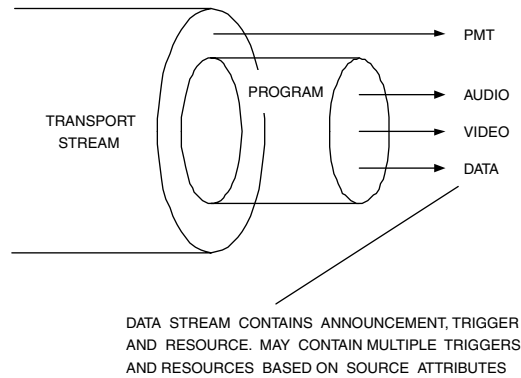 PMT
TRANSPORT
STREAM
PROGRAM
AUDIO
VIDEO
DATA
DATA STREAM CONTAINS ANNOUNCEMENT, TRIGGER
AND RESOURCE. MAY CONTAIN MULTIPLE TRIGGERS
AND RESOURCES BASED ON SOURCE ATTRIBUTES